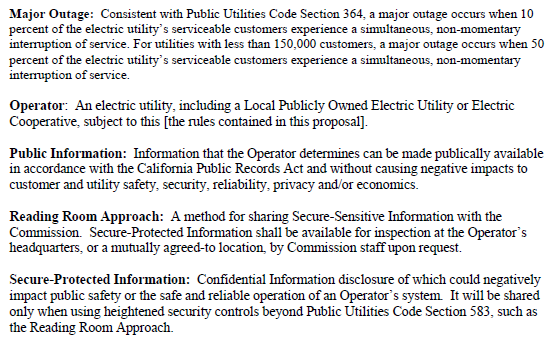 Major Outage:  Consistent with Public Utilities Code Section 364, a major outage occurs when 10
percent of the electric utility's serviceable customers experience a simultaneous, non-momentary
interruption of service. For utilities with less than 150,000 customers, a major outage occurs when 50
percent of the electric utility's serviceable customers experience a simultaneous, non-momentary
interruption of service.
Operator:  An electric utility, including a Local Publicly Owned Electric Utility or Electric
Cooperative, subject to this [the rules contained in this proposal].
Public Information:  Information that the Operator determines can be made publically available
in accordance with the California Public Records Act and without causing negative impacts to
customer and utility safety, security, reliability, privacy and/or economics.
Reading Room Approach:  A method for sharing Secure-Sensitive Information with the
Commission.  Secure-Protected Information shall be available for inspection at the Operator's
headquarters, or a mutually agreed-to location, by Commission staff upon request.
Secure-Protected Information:  Confidential Information disclosure of which could negatively
impact public safety or the safe and reliable operation of an Operator's system.  It will be shared
only when using heightened security controls beyond Public Utilities Code Section 583, such as
the Reading Room Approach.